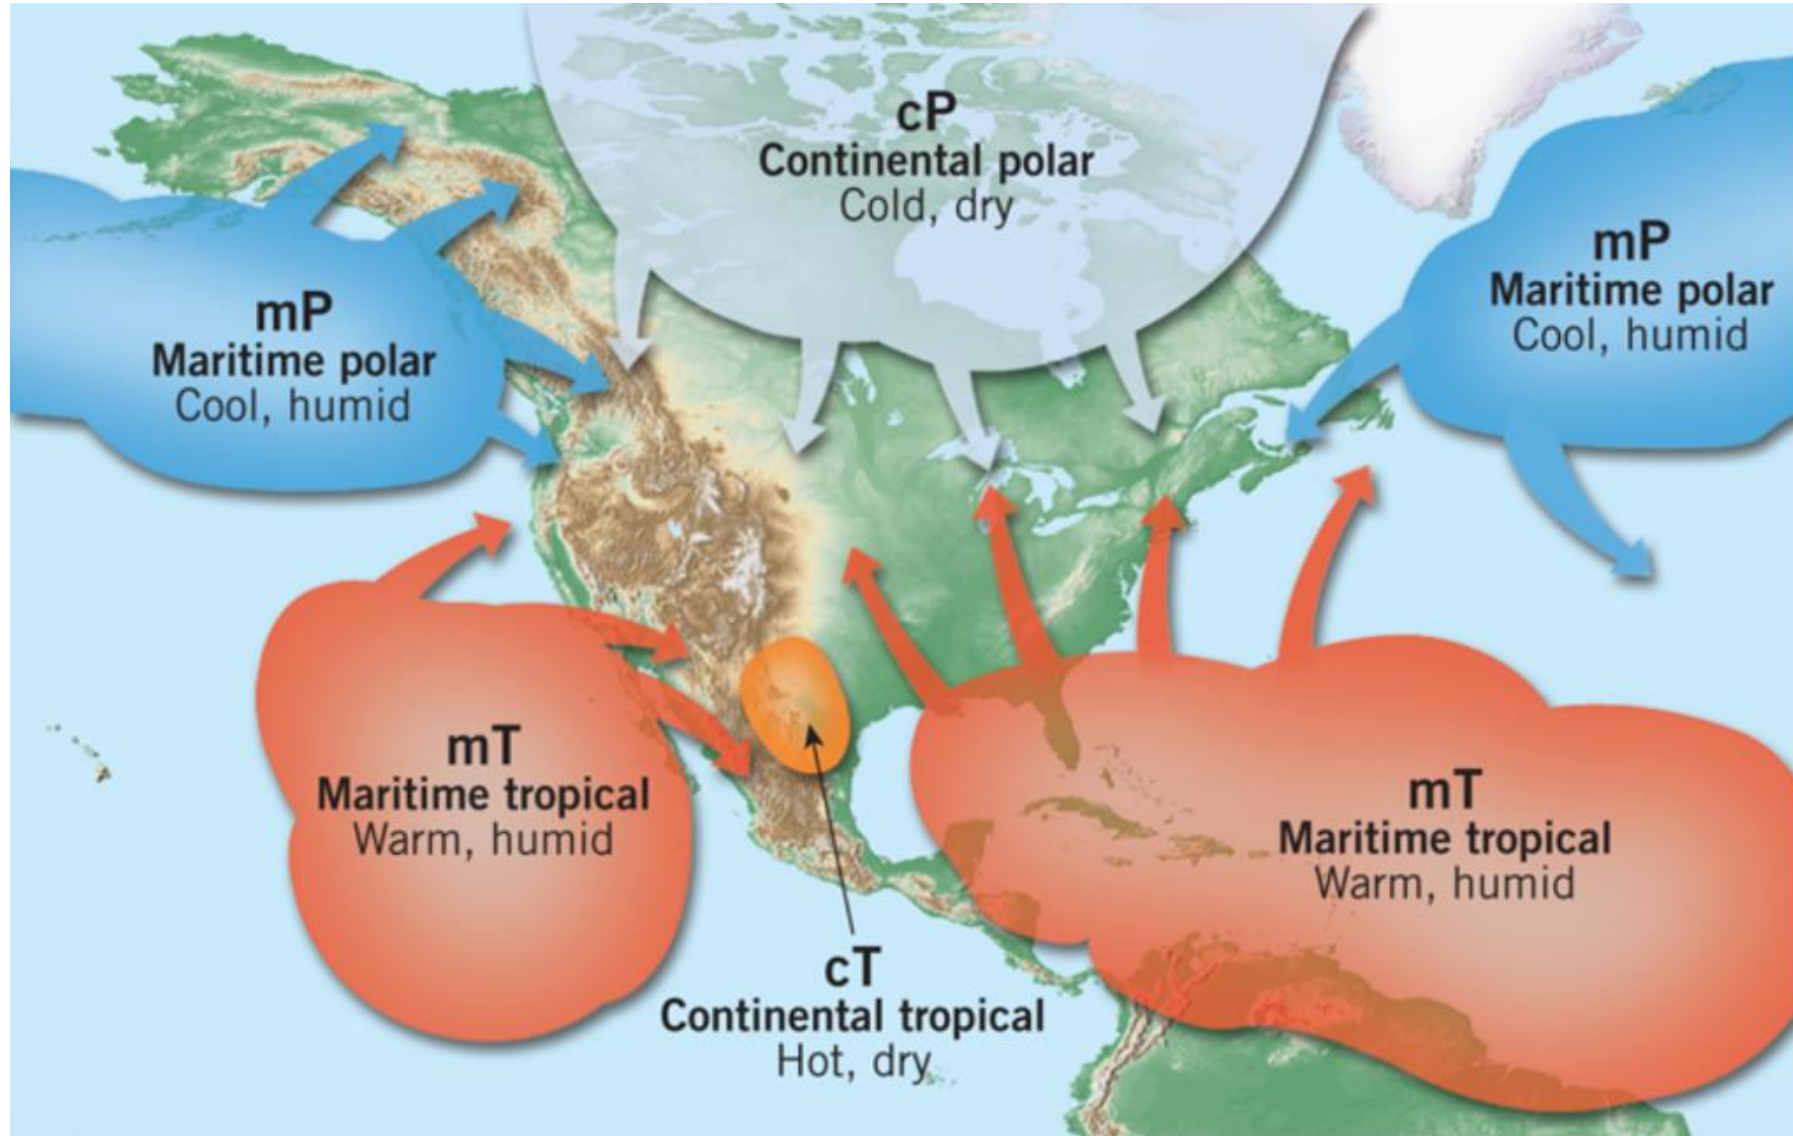 cP
Continental polar
Cold, dry
mP
Maritime polar
Cool, humid
mP
Maritime polar
Cool, humid
mT
Maritime tropical
Warm, humid
mT
Maritime tropical
Warm, humid
cT
Continental tropical
Hot, dry